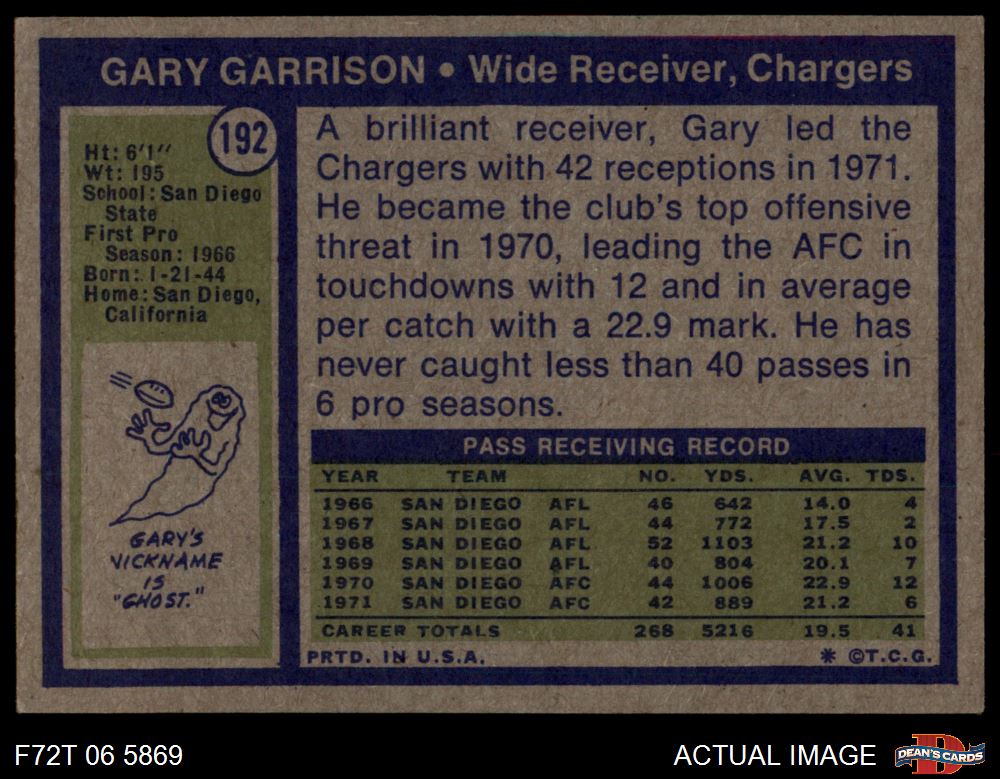 GARY GARRISON • Wide Receiver, Chargers
192
Ht: 6'1"
Wt: 195
School: San Diego
State
First Pro
Season: 1966
Born: 1-21-44
Home: San Diego,
California
GARY'S
NICKNAME
IS
"GHOST."
A brilliant receiver, Gary led the
Chargers with 42 receptions in 1971.
He became the club's top offensive
threat in 1970, leading the AFC in
touchdowns with 12 and in average
per catch with a 22.9 mark. He has
never caught less than 40 passes in
6 pro seasons.
PASS RECEIVING RECORD
YEAR TEAM NO. YDS. AVG. TDS.
1966 SAN DIEGO AFL 46 642 14.0 4
1967 SAN DIEGO AFL 44 772 17.5 2
1968 SAN DIEGO AFL 52 1103 21.2 10
1969 SAN DIEGO AFL 40 804 20.1 7
1970 SAN DIEGO AFC 44 1006 22.9 12
1971 SAN DIEGO AFC 42 889 21.2 6
CAREER TOTALS 268 5216 19.5 41
PRTD. IN U.S.A. * ©T.C.G.
F72T 06 5869
ACTUAL IMAGE
D
DEAN'S CARDS